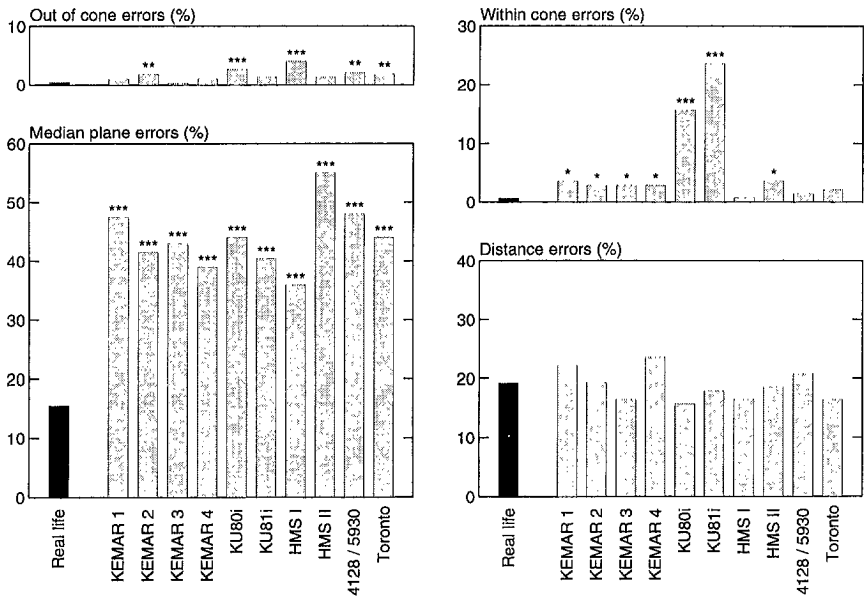 Out of cone errors (%)
10
0
** *** *** ** **
Median plane errors (%)
60
50
40
30
20
10
0
*** *** *** *** *** *** *** *** *** ***
Real life
KEMAR 1
KEMAR 2
KEMAR 3
KEMAR 4
KU80i
KU81i
HMS I
HMS II
4128 / 5930
Toronto
Within cone errors (%)
30
20
10
0
* * * * *** *** *
Distance errors (%)
40
30
20
10
0
Real life
KEMAR 1
KEMAR 2
KEMAR 3
KEMAR 4
KU80i
KU81i
HMS I
HMS II
4128 / 5930
Toronto